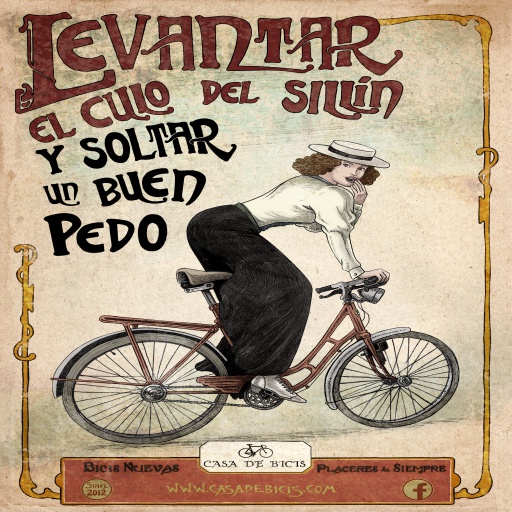 LEVANTAR
EL CULO DEL SILLÍN
Y SOLTAR
UN BUEN
PEDO
CASA DE BICIS
BICIS NUEVAS
PLACERES de SIEMPRE
SINCE
2012
WWW.CASADEBICIS.COM
f